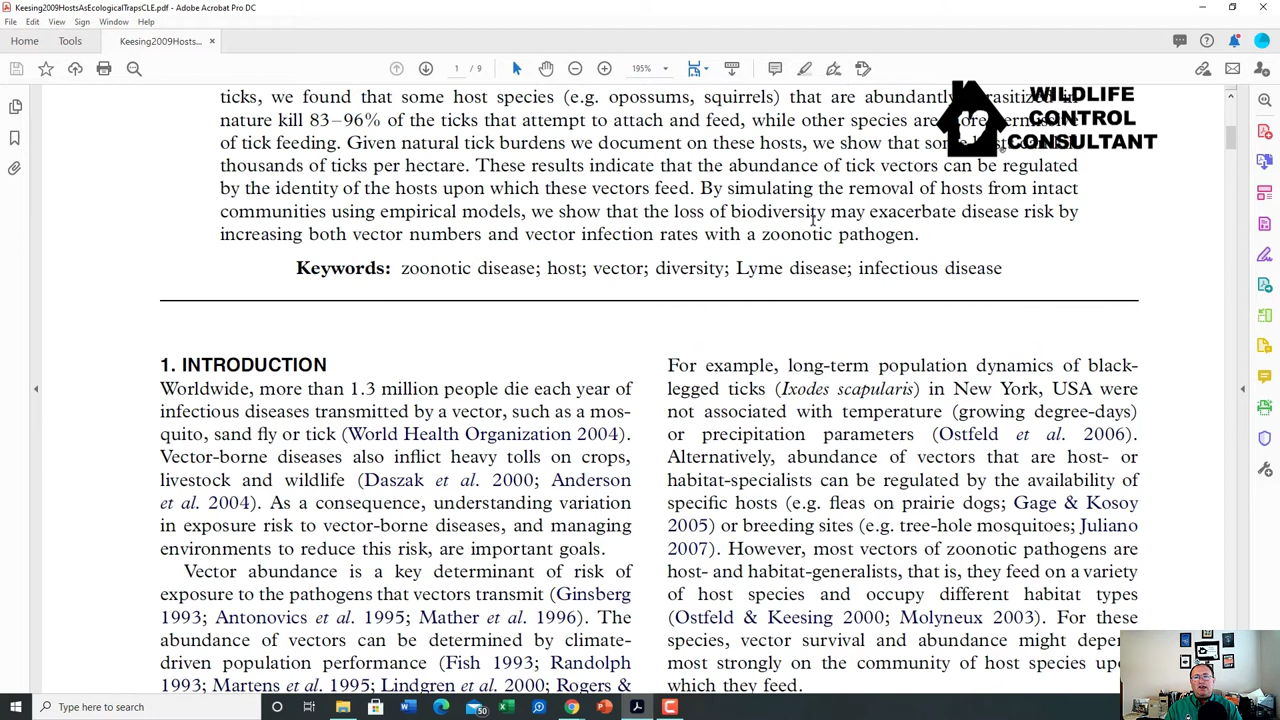 Keesing2009HostsAsEcologicalTrapsCLE.pdf - Adobe Acrobat Pro DC
File Edit View Sign Window Help
Home Tools Keesing2009Hosts... ×
1 / 9 195%
WILDLIFE
CONTROL
CONSULTANT
ticks, we found that some host species (e.g. opossums, squirrels) that are abundantly parasitized in
nature kill 83–96% of the ticks that attempt to attach and feed, while other species are more
of tick feeding. Given natural tick burdens we document on these hosts, we show that some
thousands of ticks per hectare. These results indicate that the abundance of tick vectors can be regulated
by the identity of the hosts upon which these vectors feed. By simulating the removal of hosts from intact
communities using empirical models, we show that the loss of biodiversity may exacerbate disease risk by
increasing both vector numbers and vector infection rates with a zoonotic pathogen.
Keywords: zoonotic disease; host; vector; diversity; Lyme disease; infectious disease
1. INTRODUCTION
Worldwide, more than 1.3 million people die each year of
infectious diseases transmitted by a vector, such as a mos-
quito, sand fly or tick (World Health Organization 2004).
Vector-borne diseases also inflict heavy tolls on crops,
livestock and wildlife (Daszak et al. 2000; Anderson
et al. 2004). As a consequence, understanding variation
in exposure risk to vector-borne diseases, and managing
environments to reduce this risk, are important goals.
Vector abundance is a key determinant of risk of
exposure to the pathogens that vectors transmit (Ginsberg
1993; Antonovics et al. 1995; Mather et al. 1996). The
abundance of vectors can be determined by climate-
driven population performance (Fish 1993; Randolph
1993; Martens et al. 1995; Lindgren et al. 2000; Rogers &
For example, long-term population dynamics of black-
legged ticks (Ixodes scapularis) in New York, USA were
not associated with temperature (growing degree-days)
or precipitation parameters (Ostfeld et al. 2006).
Alternatively, abundance of vectors that are host- or
habitat-specialists can be regulated by the availability of
specific hosts (e.g. fleas on prairie dogs; Gage & Kosoy
2005) or breeding sites (e.g. tree-hole mosquitoes; Juliano
2007). However, most vectors of zoonotic pathogens are
host- and habitat-generalists, that is, they feed on a variety
of host species and occupy different habitat types
(Ostfeld & Keesing 2000; Molyneux 2003). For these
species, vector survival and abundance might depend
most strongly on the community of host species upon
which they feed.
Type here to search
50